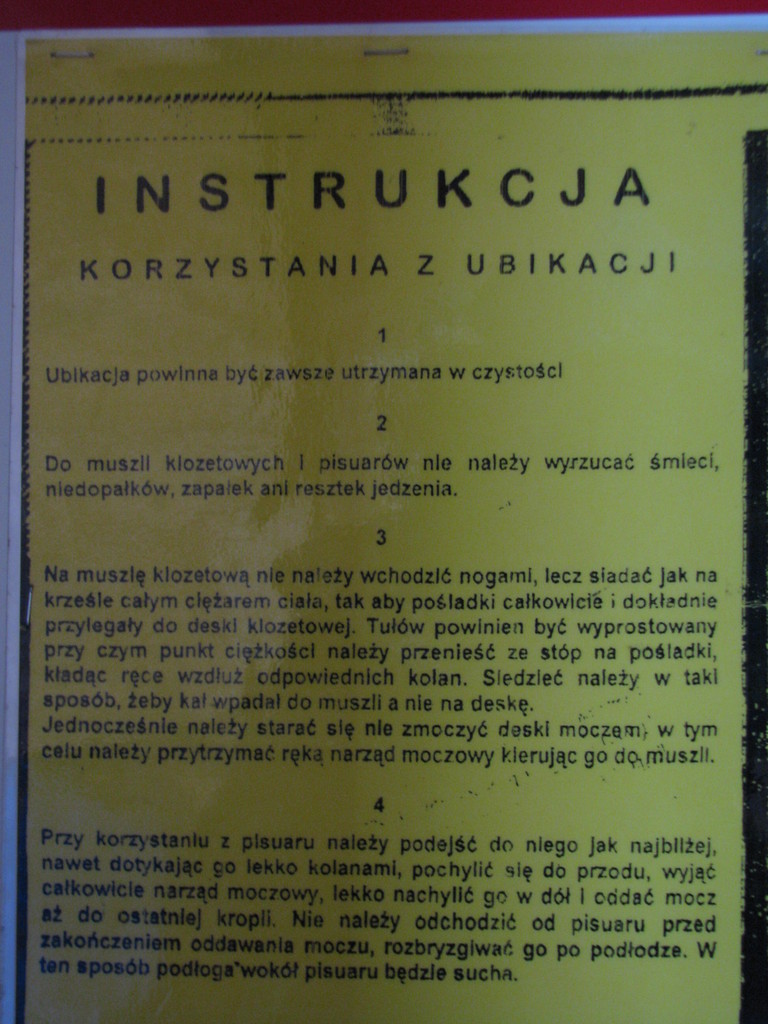 INSTRUKCJA
KORZYSTANIA Z UBIKACJI
1
Ubikacja powinna być zawsze utrzymana w czystości
2
Do muszli klozetowych i pisuarów nie należy wyrzucać śmieci,
niedopałków, zapałek ani resztek jedzenia.
3
Na muszlę klozetową nie należy wchodzić nogami, lecz siadać jak na
krześle całym ciężarem ciała, tak aby pośladki całkowicie i dokładnie
przylegały do deski klozetowej. Tułów powinien być wyprostowany
przy czym punkt ciężkości należy przenieść ze stóp na pośladki,
kładąc ręce wzdłuż odpowiednich kolan. Siedzieć należy w taki
sposób, żeby kał wpadał do muszli a nie na deskę.
Jednocześnie należy starać się nie zmoczyć deski moczem, w tym
celu należy przytrzymać ręką narząd moczowy kierując go do muszli.
4
Przy korzystaniu z pisuaru należy podejść do niego jak najbliżej,
nawet dotykając go lekko kolanami, pochylić się do przodu, wyjąć
całkowicie narząd moczowy, lekko nachylić go w dół i oddać mocz
aż do ostatniej kropli. Nie należy odchodzić od pisuaru przed
zakończeniem oddawania moczu, rozbryzgiwać go po podłodze. W
ten sposób podłoga wokół pisuaru będzie sucha.